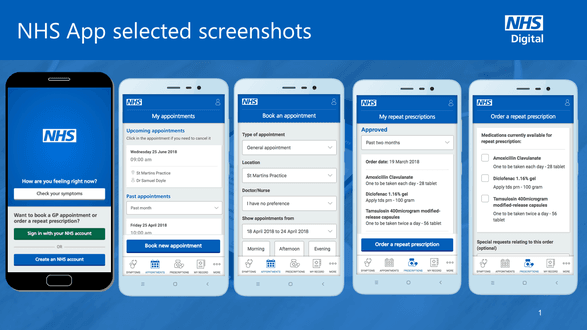 NHS App selected screenshots
NHS
Digital
NHS
How are you feeling right now?
Check your symptoms
Want to book a GP appointment or
order a repeat prescription?
Sign in with your NHS account
OR
Create an NHS account
NHS
My appointments
Upcoming appointments
Click in the appointment if you need to cancel it
Wednesday 25 June 2018
09:00 am
St Martins Practice
Dr Samuel Doyle
Past appointments
Past month
Friday 25 April 2018
10:00 am
Book new appointment
SYMPTOMS
APPOINTMENTS
PRESCRIPTIONS
MY RECORD
MORE
NHS
Book an appointment
Type of appointment
General appointment
Location
St Martins Practice
Doctor/Nurse
I have no preference
Show appointments from
18 April 2018 to 24 April 2018
Morning
Afternoon
Evening
SYMPTOMS
APPOINTMENTS
PRESCRIPTIONS
MY RECORD
MORE
NHS
My repeat prescriptions
Approved
Past two months
Order date: 19 March 2018
Amoxicillin Clavulanate
One to be taken each day - 28 tablet
Diclofenac 1.16% gel
Apply tds prn - 100 gram
Tamsulosin 400microgram modified-
release capsules
One to be taken twice a day - 56 tablet
Order a repeat prescription
SYMPTOMS
APPOINTMENTS
PRESCRIPTIONS
MY RECORD
MORE
NHS
Order a repeat prescription
Medications currently available for
repeat prescription:
Amoxicillin Clavulanate
One to be taken each day - 28 tablet
Diclofenac 1.16% gel
Apply tds prn - 100 gram
Tamsulosin 400microgram
modified-release capsules
One to be taken twice a day - 56
tablet
Special requests relating to this order
(optional)
SYMPTOMS
APPOINTMENTS
PRESCRIPTIONS
MY RECORD
MORE
1